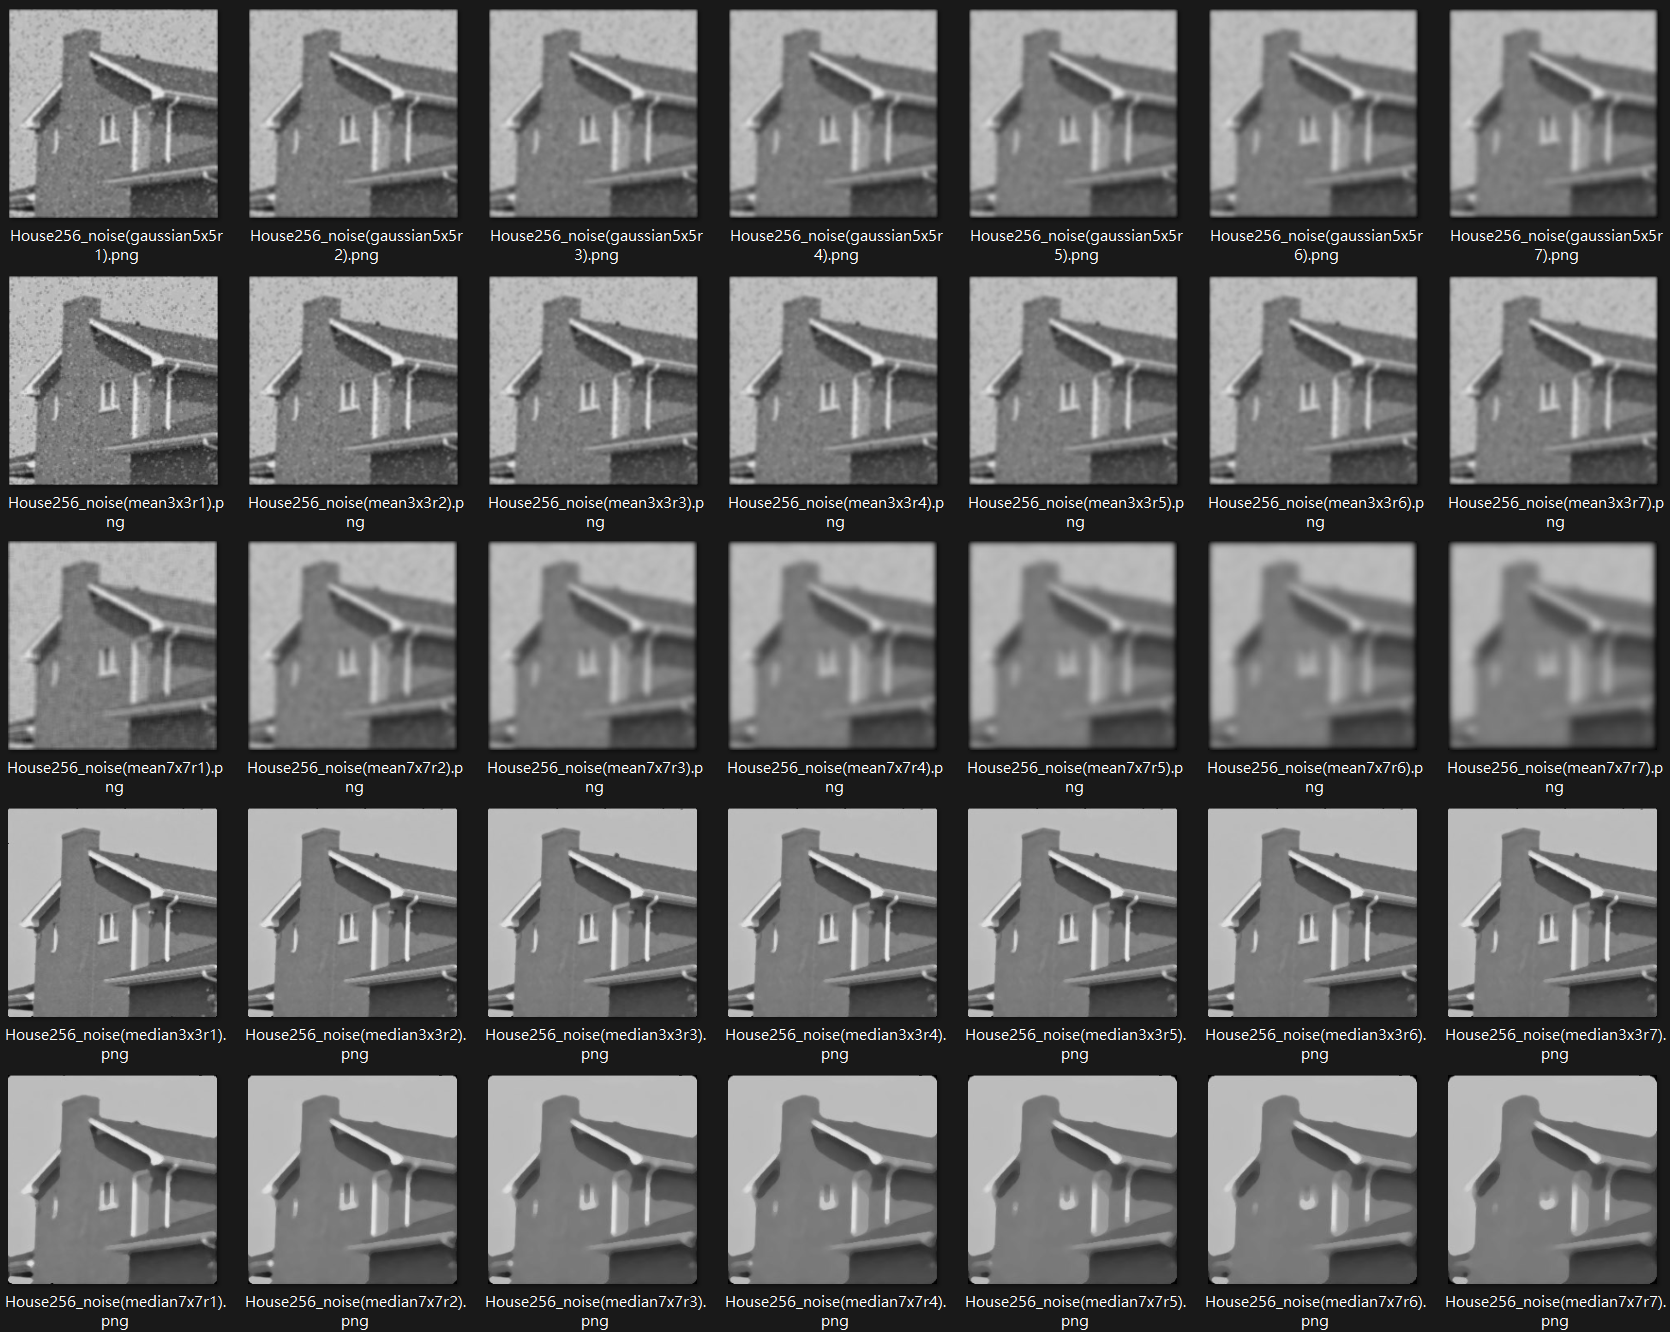 House256_noise(gaussian5x5r
1).png
House256_noise(gaussian5x5r
2).png
House256_noise(gaussian5x5r
3).png
House256_noise(gaussian5x5r
4).png
House256_noise(gaussian5x5r
5).png
House256_noise(gaussian5x5r
6).png
House256_noise(gaussian5x5r
7).png
House256_noise(mean3x3r1).p
ng
House256_noise(mean3x3r2).p
ng
House256_noise(mean3x3r3).p
ng
House256_noise(mean3x3r4).p
ng
House256_noise(mean3x3r5).p
ng
House256_noise(mean3x3r6).p
ng
House256_noise(mean3x3r7).p
ng
House256_noise(mean7x7r1).p
ng
House256_noise(mean7x7r2).p
ng
House256_noise(mean7x7r3).p
ng
House256_noise(mean7x7r4).p
ng
House256_noise(mean7x7r5).p
ng
House256_noise(mean7x7r6).p
ng
House256_noise(mean7x7r7).p
ng
House256_noise(median3x3r1).
png
House256_noise(median3x3r2).
png
House256_noise(median3x3r3).
png
House256_noise(median3x3r4).
png
House256_noise(median3x3r5).
png
House256_noise(median3x3r6).
png
House256_noise(median3x3r7).
png
House256_noise(median7x7r1).
png
House256_noise(median7x7r2).
png
House256_noise(median7x7r3).
png
House256_noise(median7x7r4).
png
House256_noise(median7x7r5).
png
House256_noise(median7x7r6).
png
House256_noise(median7x7r7).
png